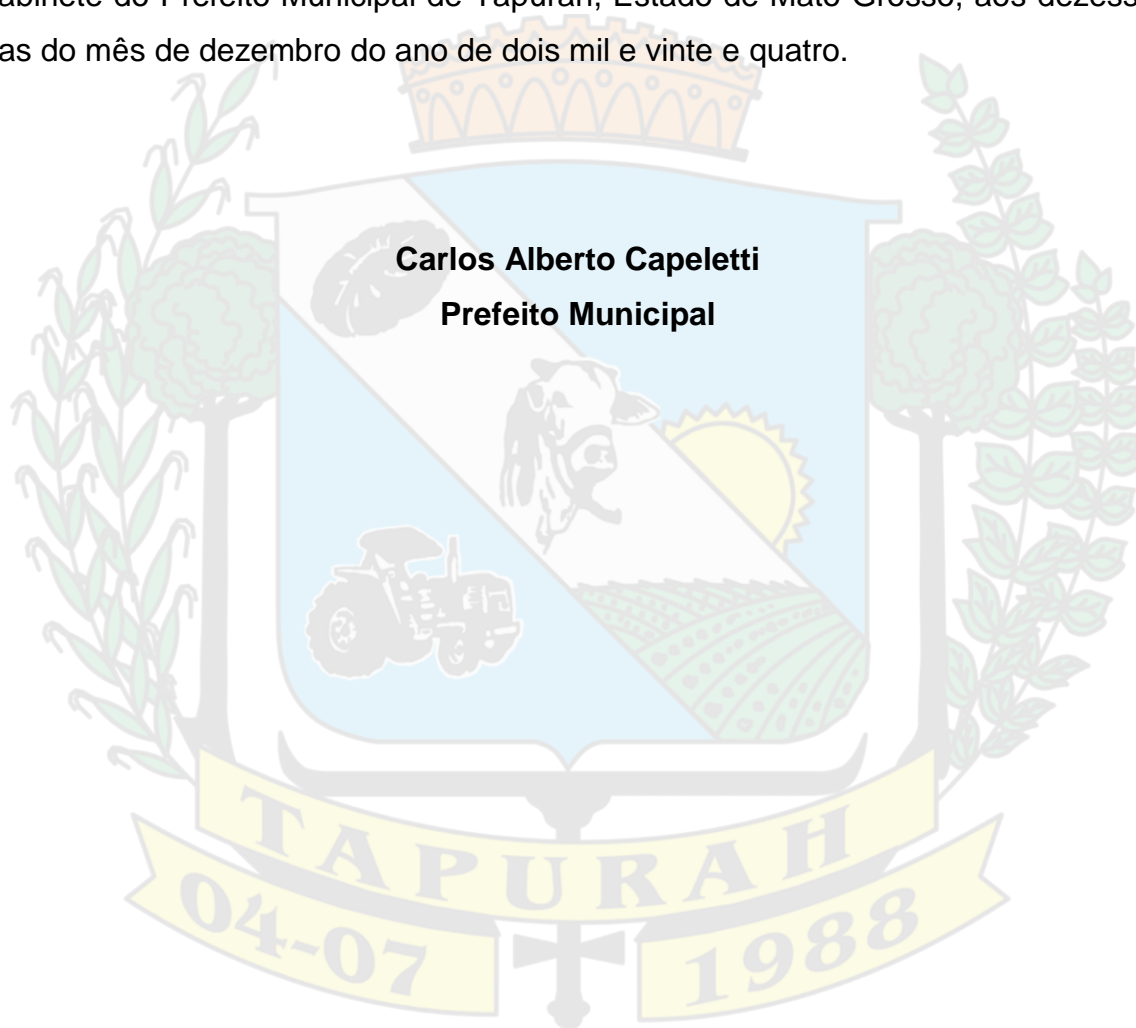 abinete do Prefeito Municipal de Tapurah, Estado de Mato Grosso, aos dezess
as do mês de dezembro do ano de dois mil e vinte e quatro.
Carlos Alberto Capeletti
Prefeito Municipal
TAPURAH
04-07 1988